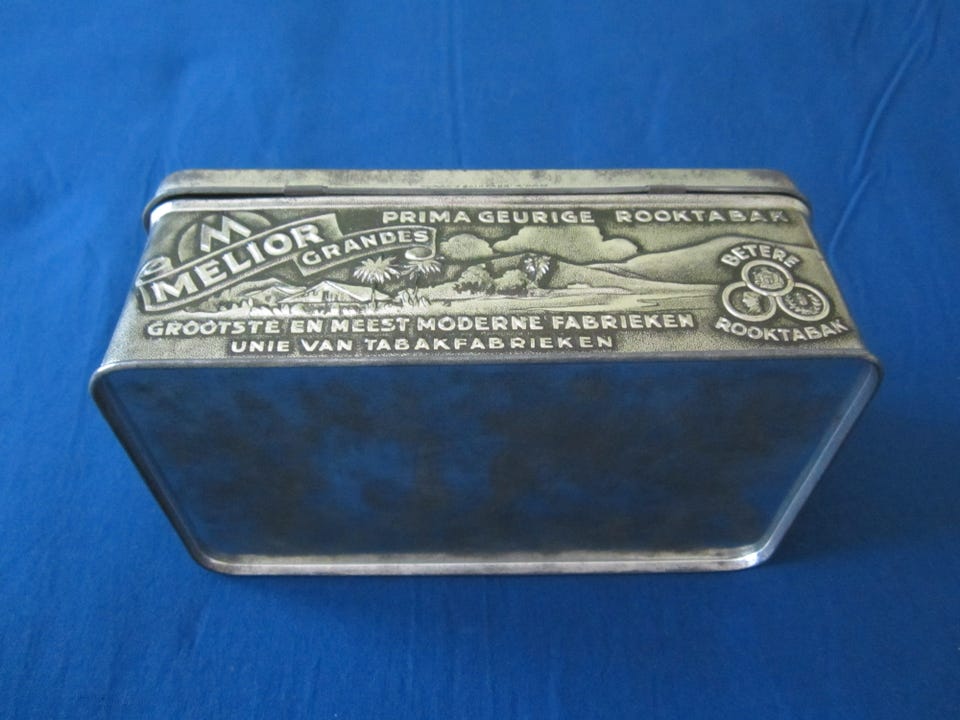 PRIMA GEURIGE ROOKTABAK
M
MELIOR
GRANDES
BETERE
ROOKTABAK
GROOTSTE EN MEEST MODERNE FABRIEKEN
UNIE VAN TABAKFABRIEKEN